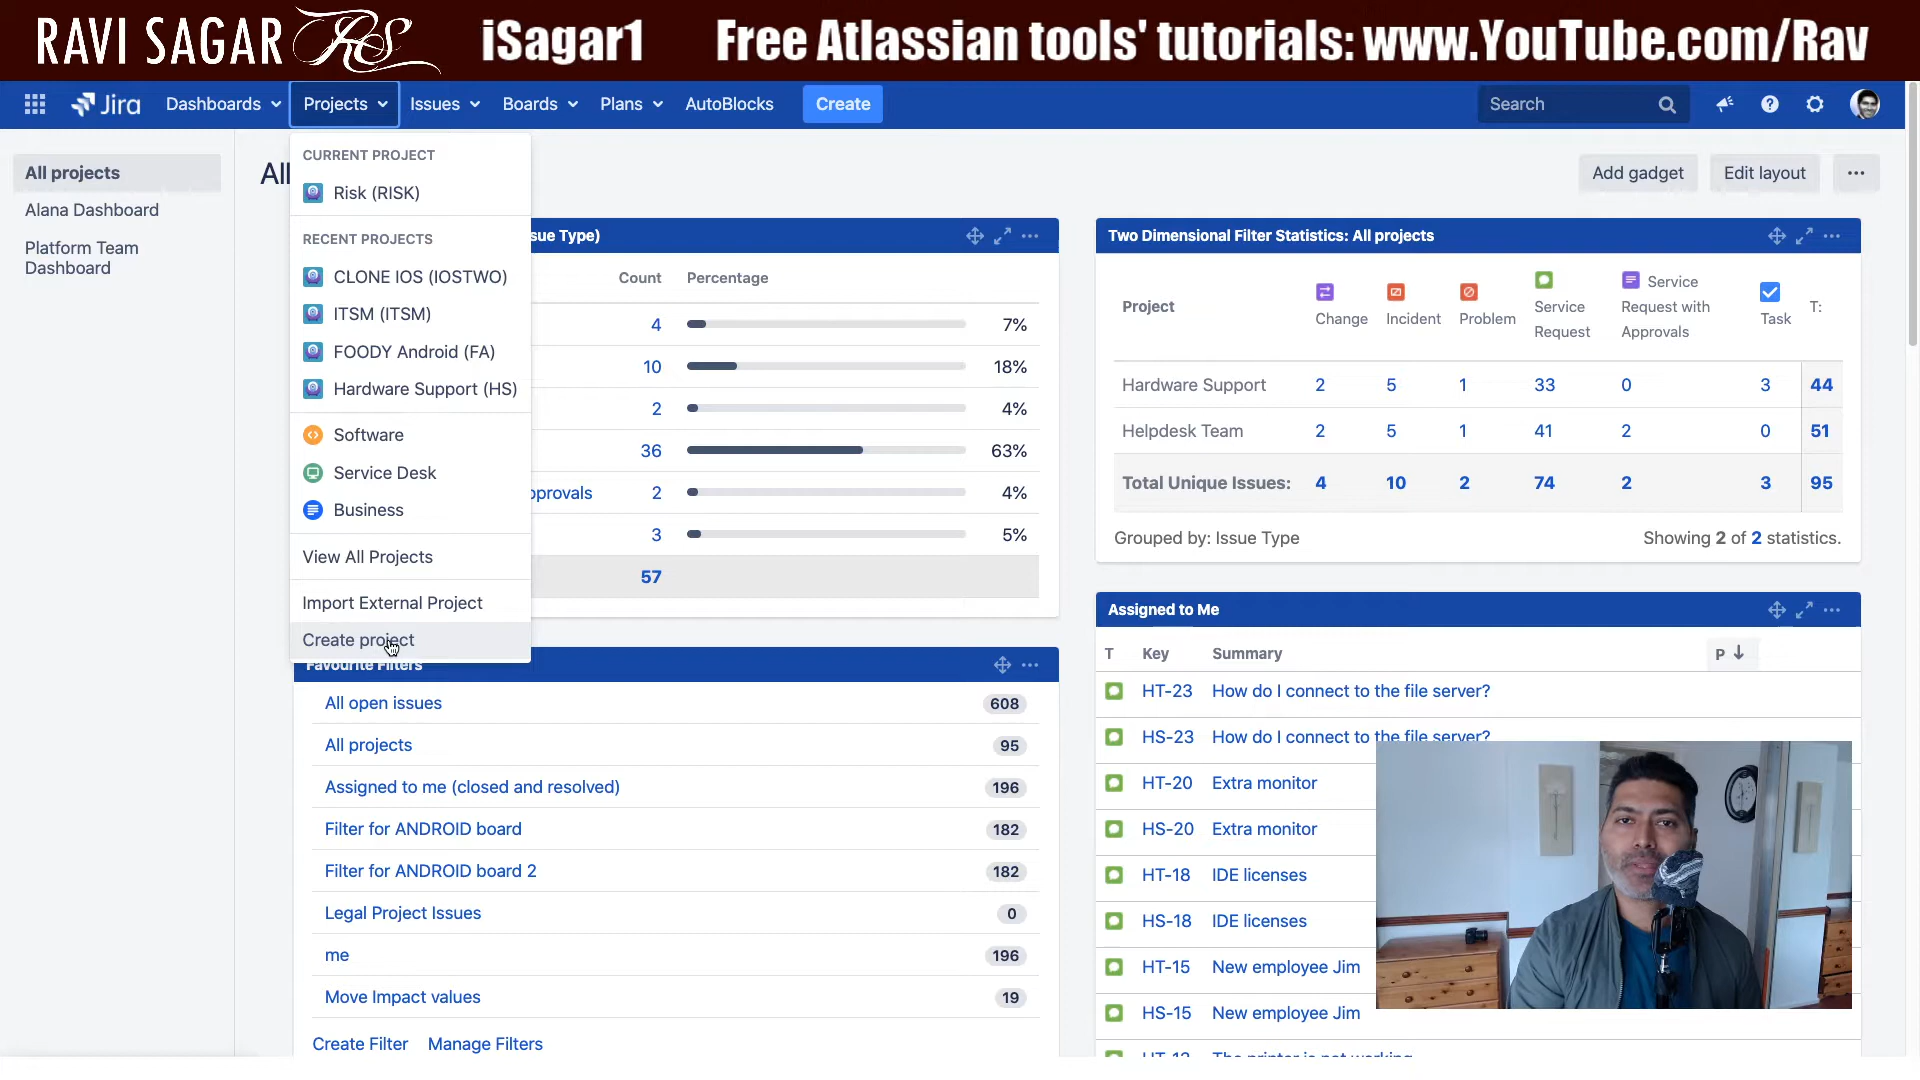 RAVI SAGAR RS iSagar1 Free Atlassian tools' tutorials: www.YouTube.com/Rav
Jira Dashboards Projects Issues Boards Plans AutoBlocks Create Search
All projects
Alana Dashboard
Platform Team
Dashboard
All
Add gadget Edit layout
CURRENT PROJECT
Risk (RISK)
RECENT PROJECTS
CLONE IOS (IOSTWO)
ITSM (ITSM)
FOODY Android (FA)
Hardware Support (HS)
Software
Service Desk
Business
View All Projects
Import External Project
Create project
sue Type)
Count Percentage
4 7%
10 18%
2 4%
36 63%
pprovals 2 4%
3 5%
57
Favourite Filters
All open issues 608
All projects 95
Assigned to me (closed and resolved) 196
Filter for ANDROID board 182
Filter for ANDROID board 2 182
Legal Project Issues 0
me 196
Move Impact values 19
Create Filter Manage Filters
Two Dimensional Filter Statistics: All projects
Project Change Incident Problem Service Request Service Request with Approvals Task T:
Hardware Support 2 5 1 33 0 3 44
Helpdesk Team 2 5 1 41 2 0 51
Total Unique Issues: 4 10 2 74 2 3 95
Grouped by: Issue Type Showing 2 of 2 statistics.
Assigned to Me
T Key Summary P
HT-23 How do I connect to the file server?
HS-23 How do I connect to the file server?
HT-20 Extra monitor
HS-20 Extra monitor
HT-18 IDE licenses
HS-18 IDE licenses
HT-15 New employee Jim
HS-15 New employee Jim